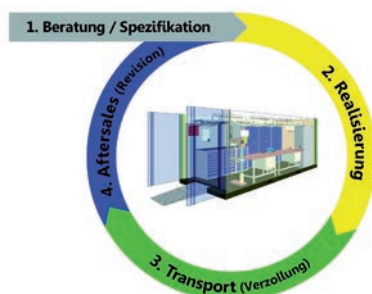 1. Beratung / Spezifikation
2. Realisierung
3. Transport (Verzollung)
4. Aftersales (Revision)